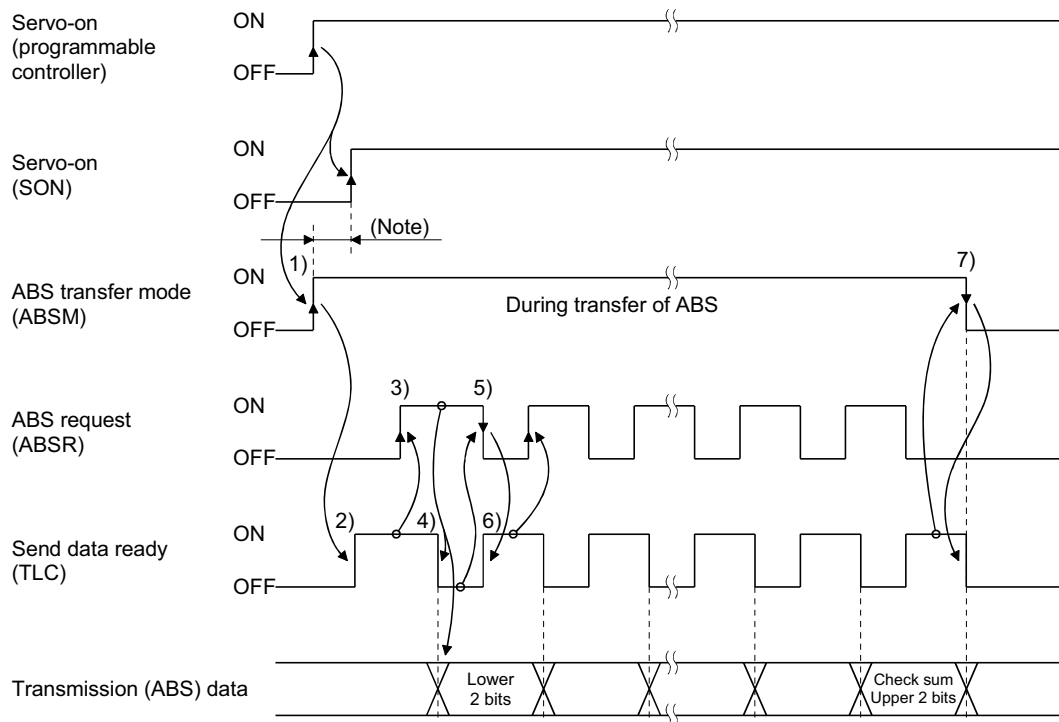 Servo-on
(programmable
controller)
ON
OFF
Servo-on
(SON)
ON
OFF
(Note)
ABS transfer mode
(ABSM)
ON
OFF
1)
During transfer of ABS
7)
ABS request
(ABSR)
ON
OFF
3)
5)
Send data ready
(TLC)
ON
OFF
2)
4)
6)
Transmission (ABS) data
Lower
2 bits
Check sum
Upper 2 bits